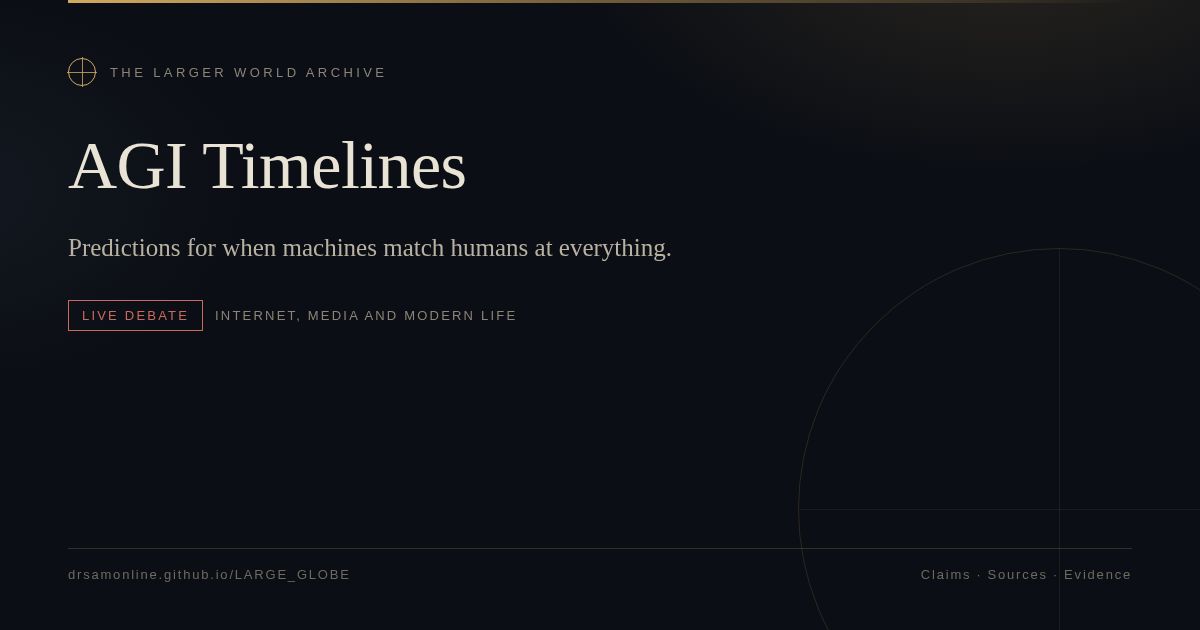 THE LARGER WORLD ARCHIVE
AGI Timelines
Predictions for when machines match humans at everything.
LIVE DEBATE INTERNET, MEDIA AND MODERN LIFE
drsamonline.github.io/LARGE_GLOBE
Claims · Sources · Evidence